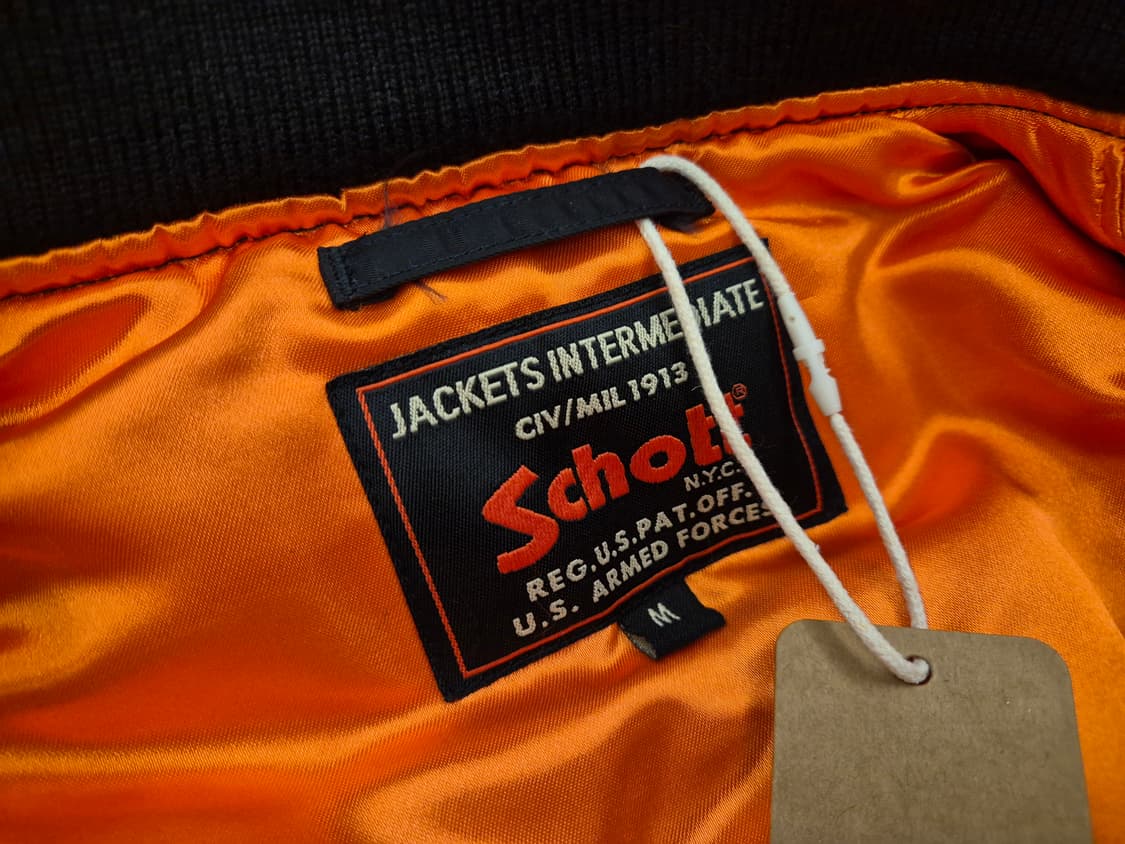 JACKETS INTERMEDIATE
CIV/MIL 1913
Schott®
N.Y.C.
REG.U.S.PAT.OFF.
U.S. ARMED FORCES
M